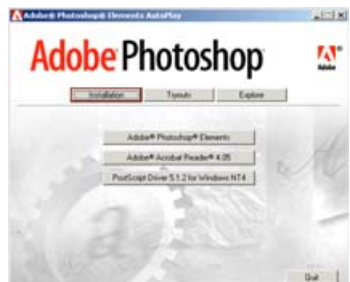 Adobe® Photoshop® Elements AutoPlay
Adobe Photoshop®
Adobe
Installation Tryouts Explore
Adobe® Photoshop® Elements
Adobe® Acrobat Reader® 4.05
PostScript Driver 5.1.2 for Windows NT4
Quit